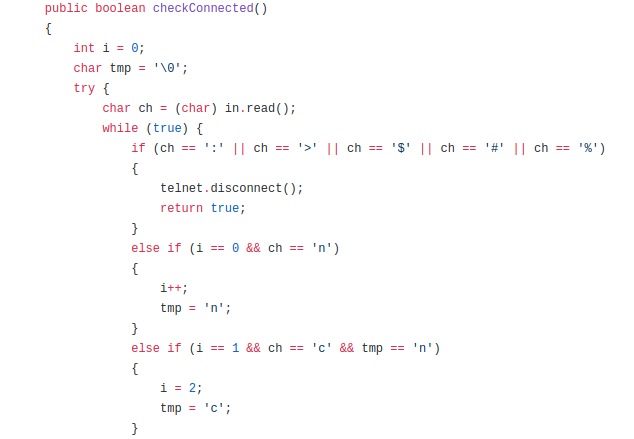 public boolean checkConnected()
{
    int i = 0;
    char tmp = '\0';
    try {
        char ch = (char) in.read();
        while (true) {
            if (ch == ':' || ch == '>' || ch == '$' || ch == '#' || ch == '%')
            {
                telnet.disconnect();
                return true;
            }
            else if (i == 0 && ch == 'n')
            {
                i++;
                tmp = 'n';
            }
            else if (i == 1 && ch == 'c' && tmp == 'n')
            {
                i = 2;
                tmp = 'c';
            }